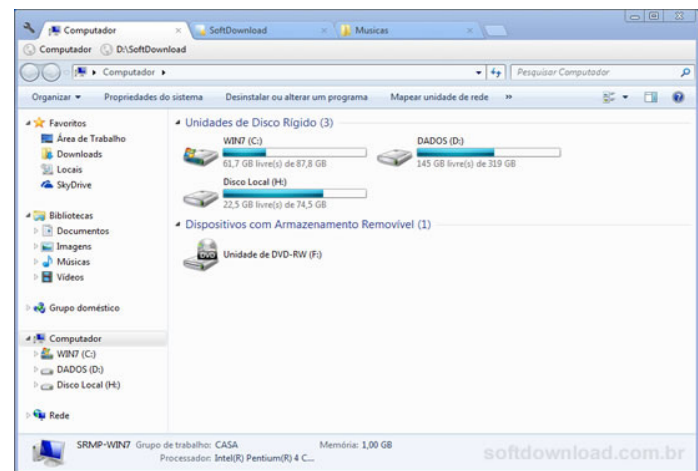 Computador SoftDownload Musicas
Computador D:\SoftDownload
Computador Pesquisar Computador
Organizar Propriedades do sistema Desinstalar ou alterar um programa Mapear unidade de rede »
Favoritos
Área de Trabalho
Downloads
Locais
SkyDrive
Bibliotecas
Documentos
Imagens
Músicas
Vídeos
Grupo doméstico
Computador
WIN7 (C:)
DADOS (D:)
Disco Local (H:)
Rede
Unidades de Disco Rígido (3)
WIN7 (C:)
61,7 GB livre(s) de 87,8 GB
DADOS (D:)
145 GB livre(s) de 319 GB
Disco Local (H:)
22,5 GB livre(s) de 74,5 GB
Dispositivos com Armazenamento Removível (1)
DVD
Unidade de DVD-RW (F:)
SRMP-WIN7 Grupo de trabalho: CASA Memória: 1,00 GB
Processador: Intel(R) Pentium(R) 4 C...
softdownload.com.br